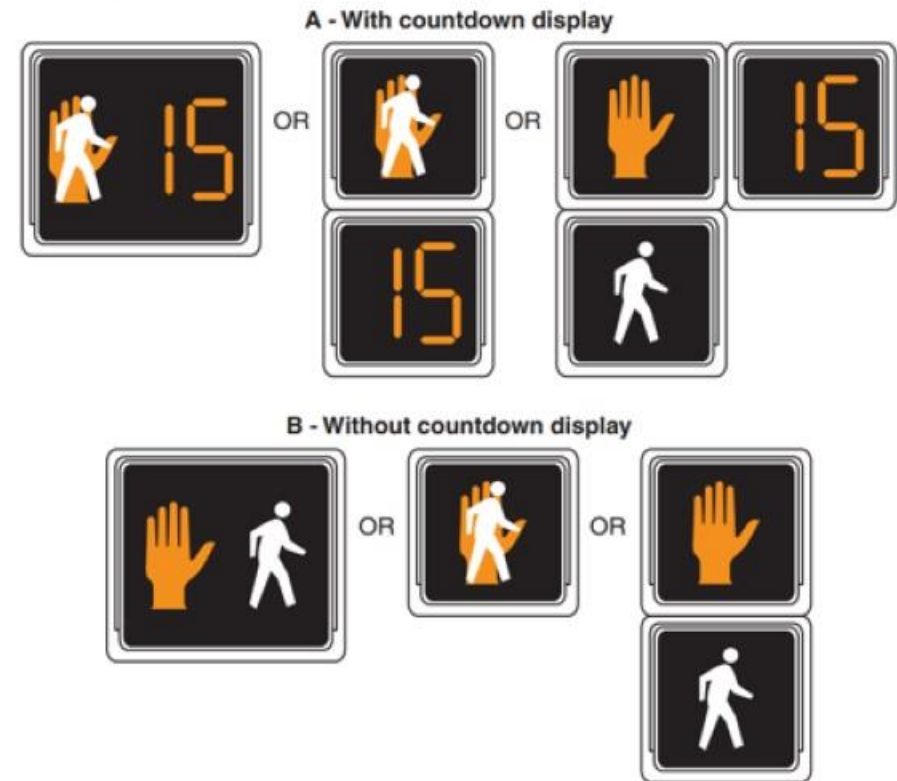 A - With countdown display
15 OR OR 15
15
B - Without countdown display
OR OR